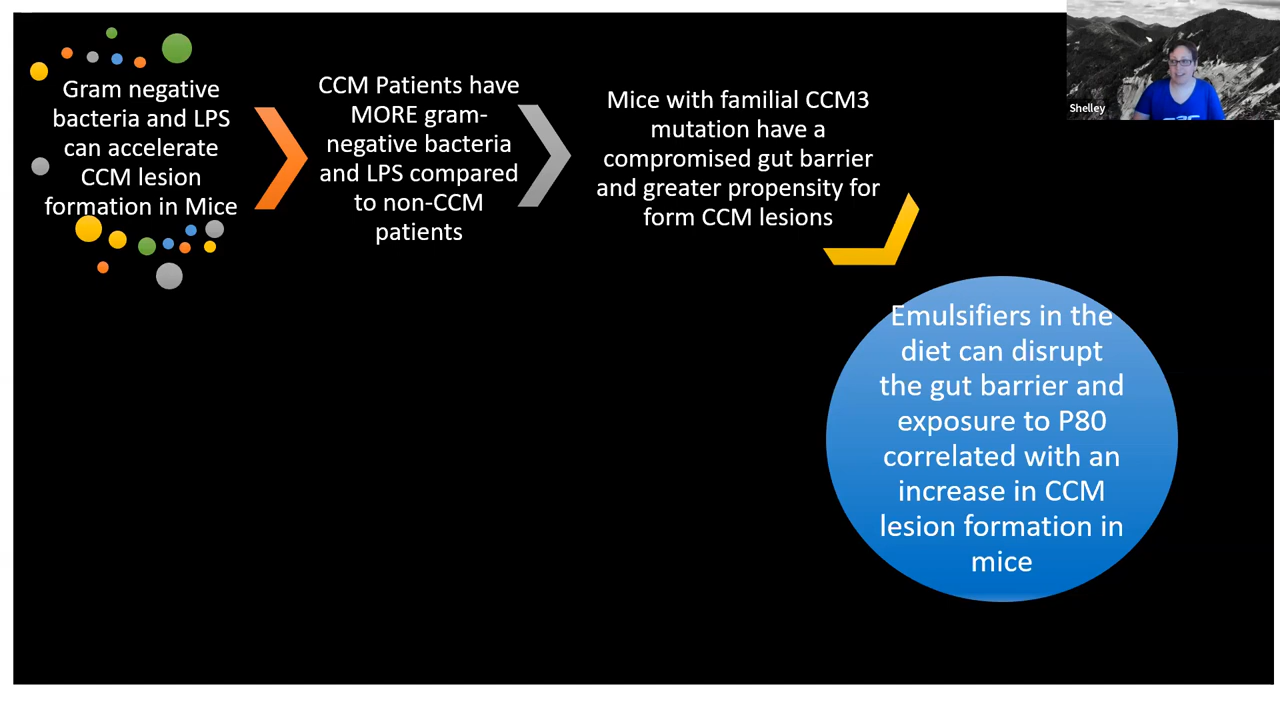 Gram negative
bacteria and LPS
can accelerate
CCM lesion
formation in Mice
CCM Patients have
MORE gram-
negative bacteria
and LPS compared
to non-CCM
patients
Mice with familial CCM3
mutation have a
compromised gut barrier
and greater propensity for
form CCM lesions
Shelley
Emulsifiers in the
diet can disrupt
the gut barrier and
exposure to P80
correlated with an
increase in CCM
lesion formation in
mice